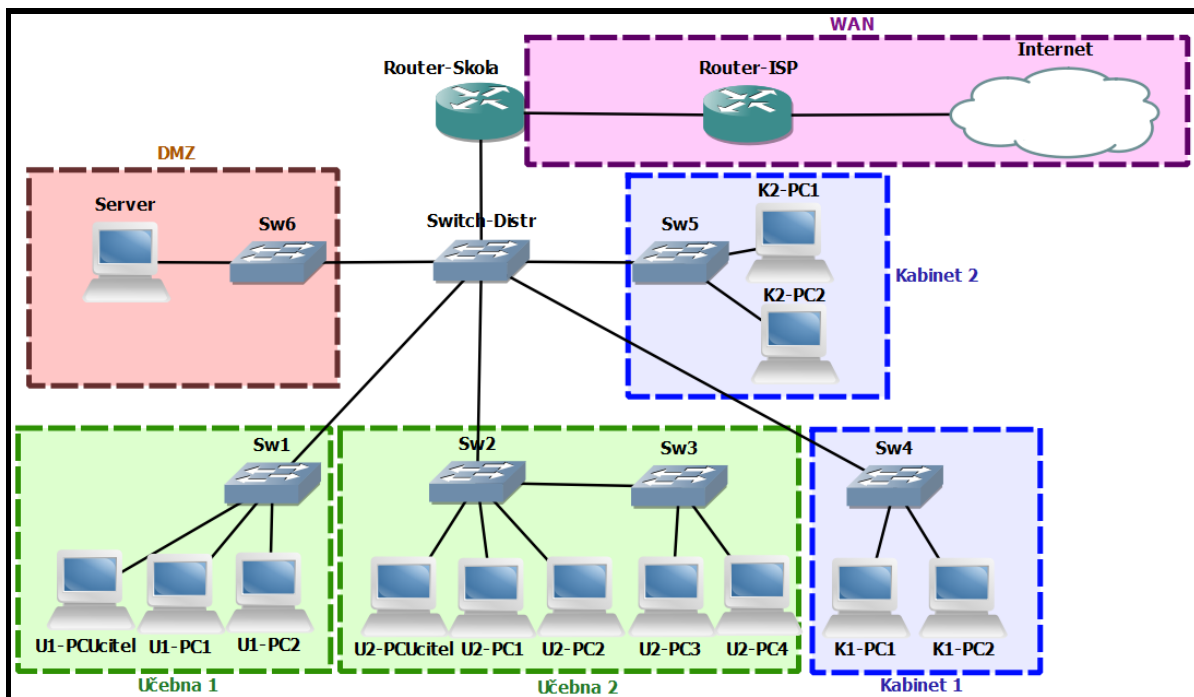 WAN
Internet
Router-Skola
Router-ISP
DMZ
K2-PC1
Server
Sw6
Switch-Distr
Sw5
Kabinet 2
K2-PC2
Sw1
Sw2
Sw3
Sw4
U1-PCUcitel
U1-PC1
U1-PC2
U2-PCUcitel
U2-PC1
U2-PC2
U2-PC3
U2-PC4
K1-PC1
K1-PC2
Učebna 1
Učebna 2
Kabinet 1